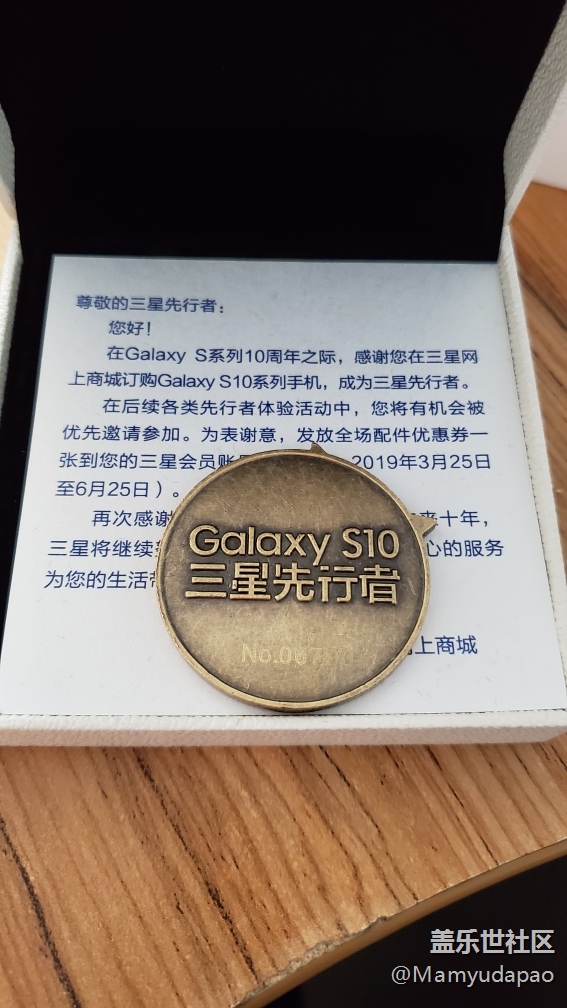 尊敬的三星先行者：
您好！
在Galaxy S系列10周年之际，感谢您在三星网
上商城订购Galaxy S10系列手机，成为三星先行者。
在后续各类先行者体验活动中，您将有机会被
优先邀请参加。为表谢意，发放全场配件优惠券一
张到您的三星会员账 2019年3月25日
至6月25日）。
再次感谢 来十年，
三星将继续 心的服务
为您的生活
上商城
Galaxy S10
三星先行者
No.067
盖乐世社区
@Mamyudapao